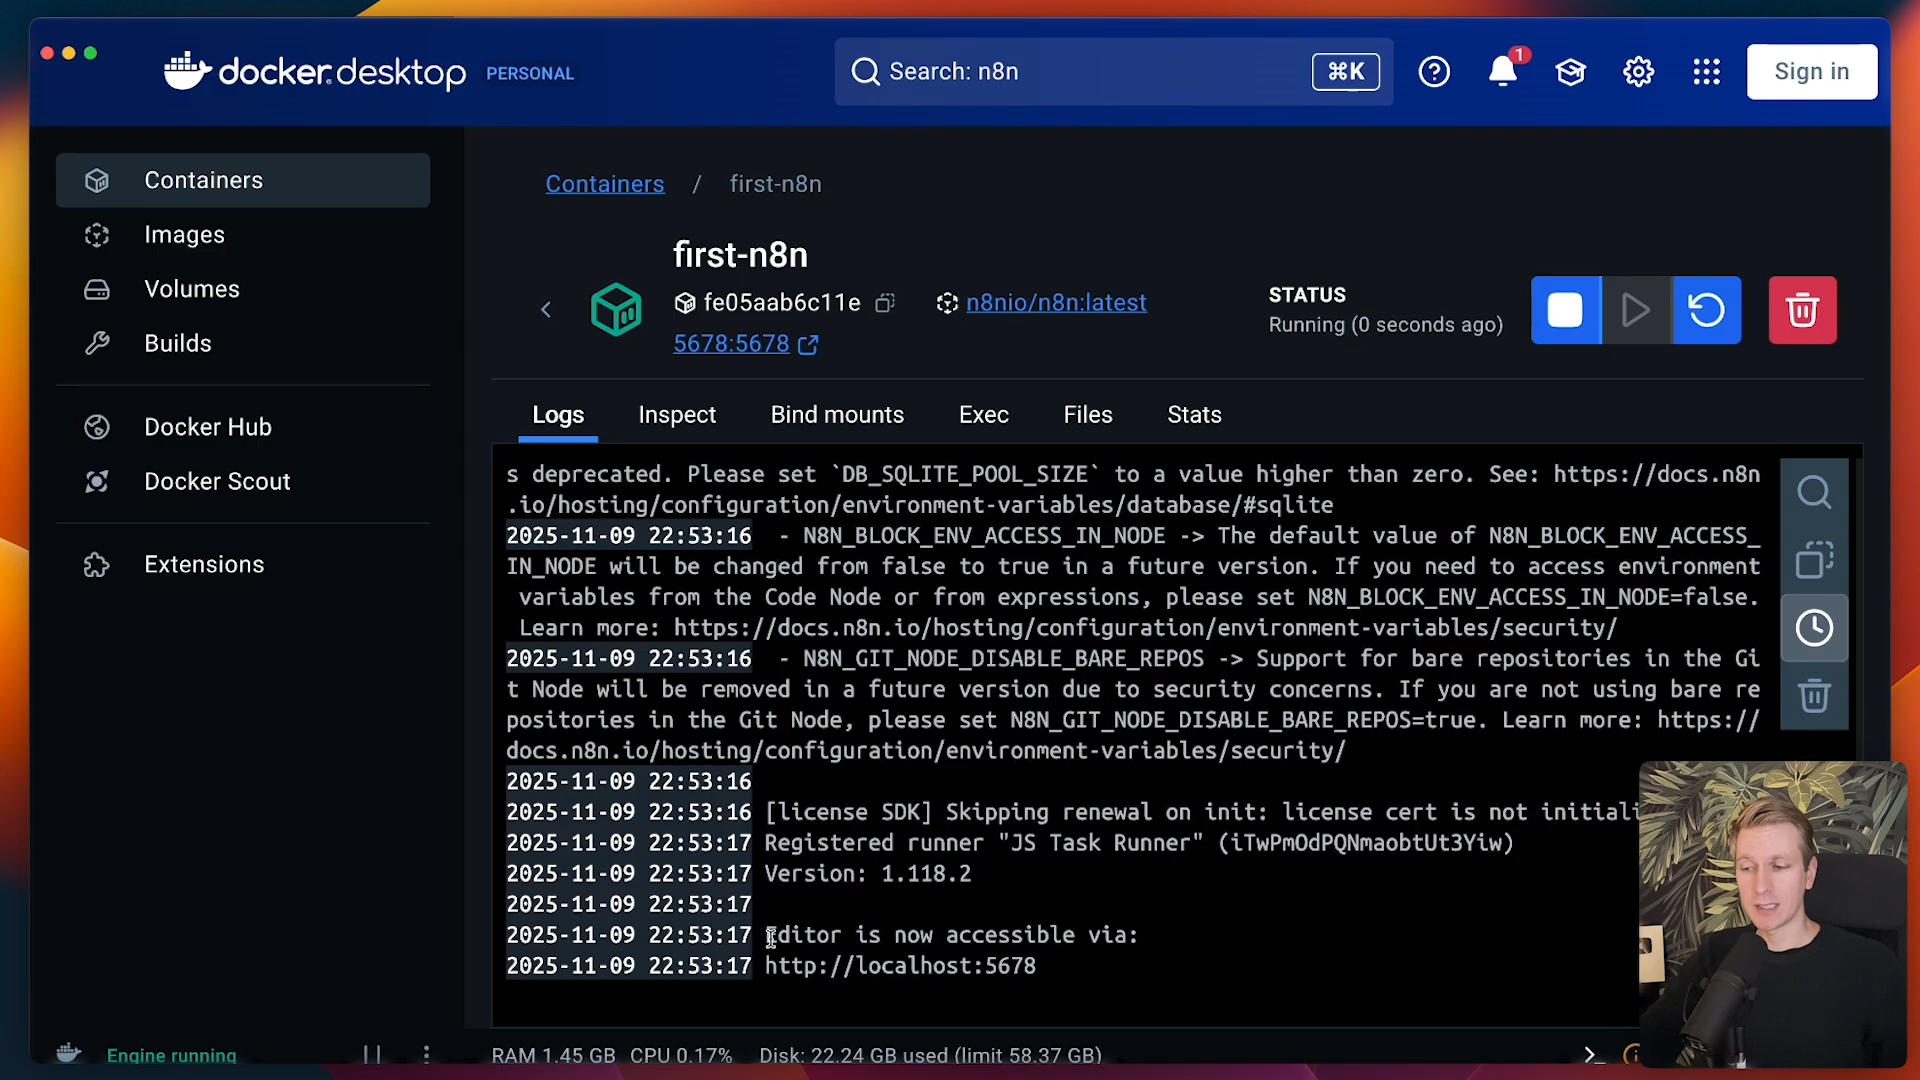 docker.desktop PERSONAL
Search: n8n
⌘K
1
Sign in
Containers
Images
Volumes
Builds
Docker Hub
Docker Scout
Extensions
Containers / first-n8n
first-n8n
fe05aab6c11e
n8nio/n8n:latest
5678:5678
STATUS
Running (0 seconds ago)
Logs
Inspect
Bind mounts
Exec
Files
Stats
s deprecated. Please set `DB_SQLITE_POOL_SIZE` to a value higher than zero. See: https://docs.n8n
.io/hosting/configuration/environment-variables/database/#sqlite
2025-11-09 22:53:16  - N8N_BLOCK_ENV_ACCESS_IN_NODE -> The default value of N8N_BLOCK_ENV_ACCESS_
IN_NODE will be changed from false to true in a future version. If you need to access environment
variables from the Code Node or from expressions, please set N8N_BLOCK_ENV_ACCESS_IN_NODE=false.
Learn more: https://docs.n8n.io/hosting/configuration/environment-variables/security/
2025-11-09 22:53:16  - N8N_GIT_NODE_DISABLE_BARE_REPOS -> Support for bare repositories in the Gi
t Node will be removed in a future version due to security concerns. If you are not using bare re
positories in the Git Node, please set N8N_GIT_NODE_DISABLE_BARE_REPOS=true. Learn more: https://
docs.n8n.io/hosting/configuration/environment-variables/security/
2025-11-09 22:53:16
2025-11-09 22:53:16 [license SDK] Skipping renewal on init: license cert is not initiali
2025-11-09 22:53:17 Registered runner "JS Task Runner" (iTwPmOdPQNmaobtUt3Yiw)
2025-11-09 22:53:17 Version: 1.118.2
2025-11-09 22:53:17
2025-11-09 22:53:17 Editor is now accessible via:
2025-11-09 22:53:17 http://localhost:5678
Engine running
RAM 1.45 GB CPU 0.17% Disk: 22.24 GB used (limit 58.37 GB)